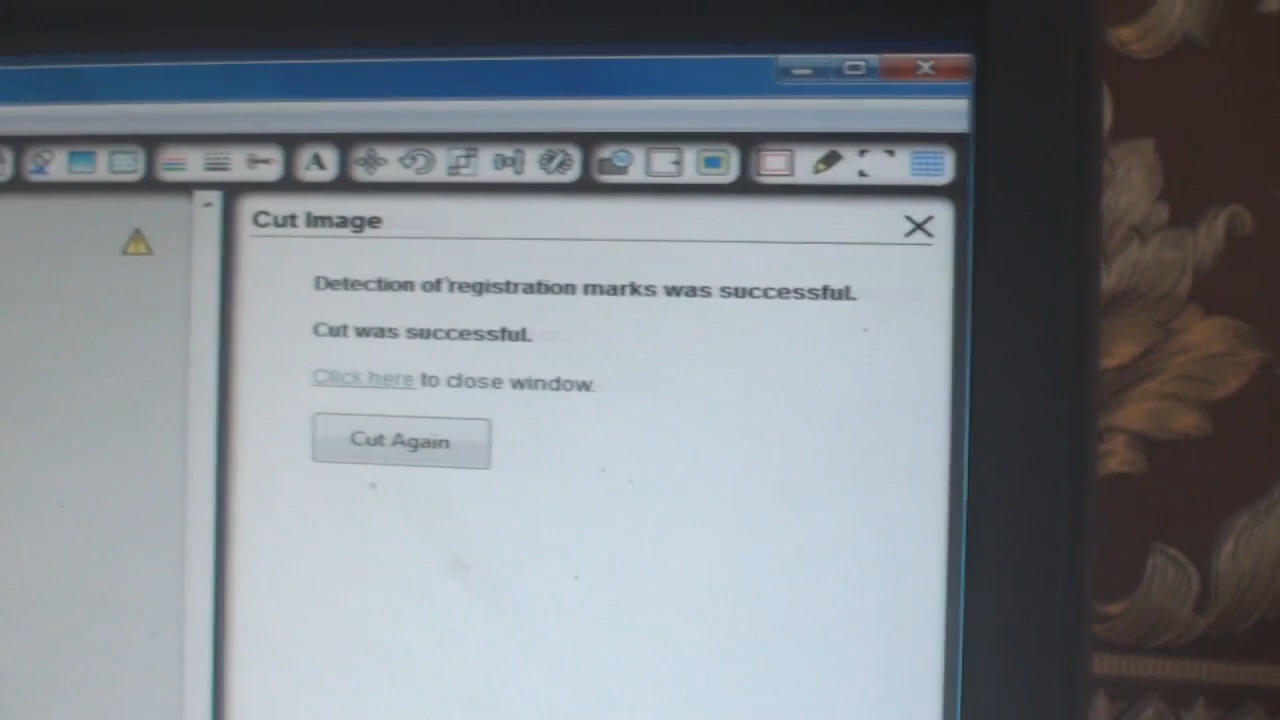 A
Cut Image
Detection of registration marks was successful.
Cut was successful.
Click here to close window.
Cut Again